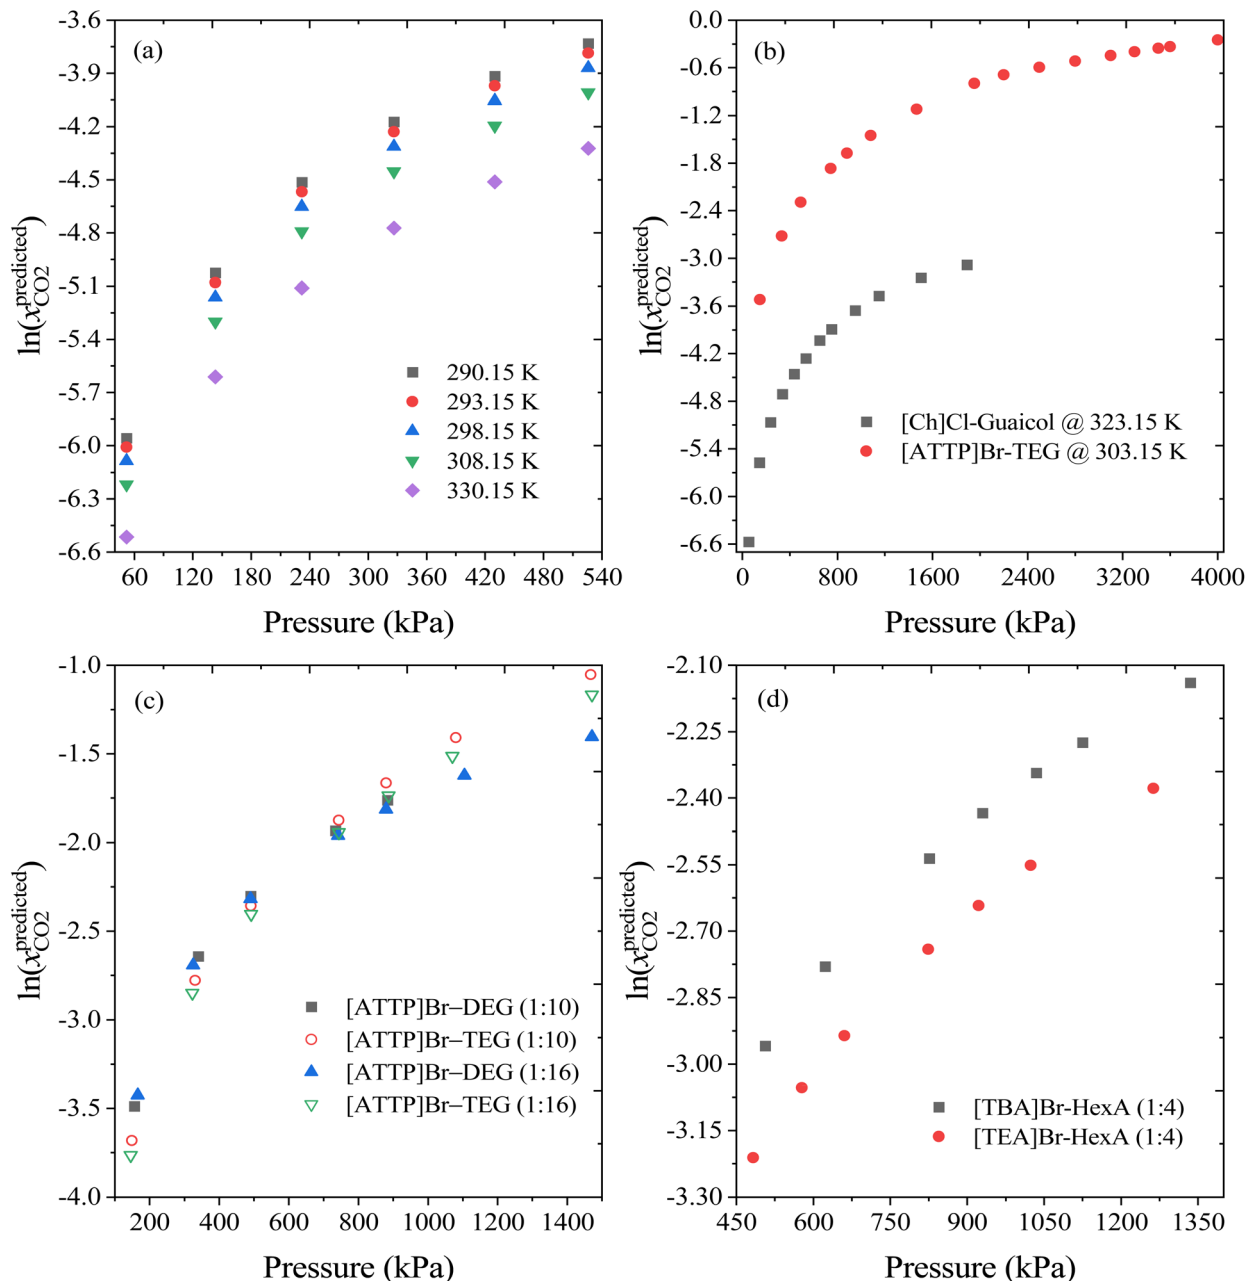 (a)
ln(x_CO2^predicted)
-3.6
-3.9
-4.2
-4.5
-4.8
-5.1
-5.4
-5.7
-6.0
-6.3
-6.6
290.15 K
293.15 K
298.15 K
308.15 K
330.15 K
60 120 180 240 300 360 420 480 540
Pressure (kPa)
(b)
ln(x_CO2^predicted)
0.0
-0.6
-1.2
-1.8
-2.4
-3.0
-3.6
-4.2
-4.8
-5.4
-6.0
-6.6
[Ch]Cl-Guaicol @ 323.15 K
[ATTP]Br-TEG @ 303.15 K
0 800 1600 2400 3200 4000
Pressure (kPa)
(c)
ln(x_CO2^predicted)
-1.0
-1.5
-2.0
-2.5
-3.0
-3.5
-4.0
[ATTP]Br–DEG (1:10)
[ATTP]Br–TEG (1:10)
[ATTP]Br–DEG (1:16)
[ATTP]Br–TEG (1:16)
200 400 600 800 1000 1200 1400
Pressure (kPa)
(d)
ln(x_CO2^predicted)
-2.10
-2.25
-2.40
-2.55
-2.70
-2.85
-3.00
-3.15
-3.30
[TBA]Br-HexA (1:4)
[TEA]Br-HexA (1:4)
450 600 750 900 1050 1200 1350
Pressure (kPa)